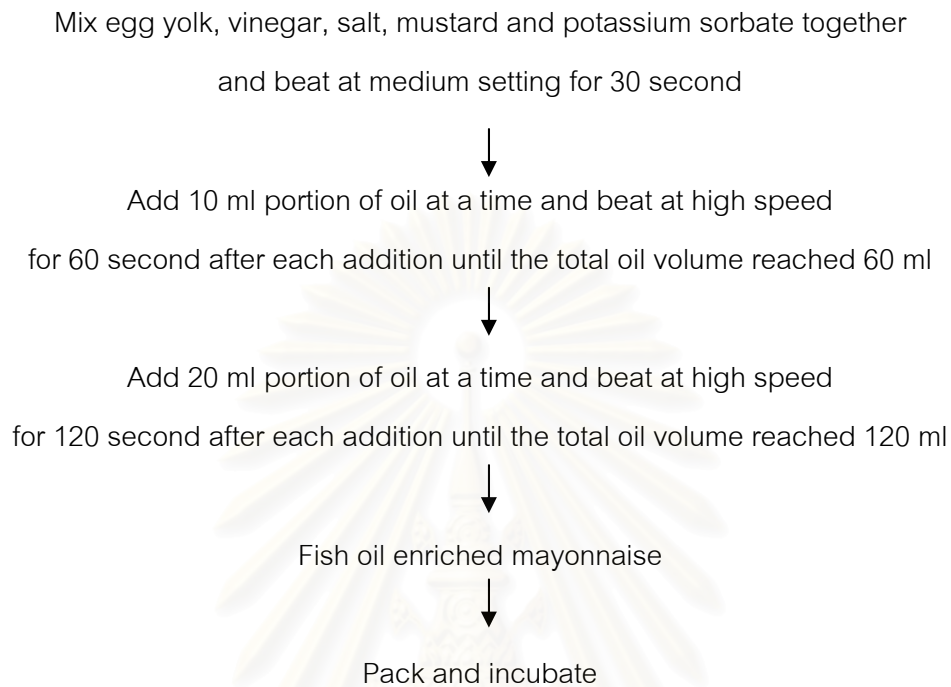 Mix egg yolk, vinegar, salt, mustard and potassium sorbate together
and beat at medium setting for 30 second
Add 10 ml portion of oil at a time and beat at high speed
for 60 second after each addition until the total oil volume reached 60 ml
Add 20 ml portion of oil at a time and beat at high speed
for 120 second after each addition until the total oil volume reached 120 ml
Fish oil enriched mayonnaise
Pack and incubate